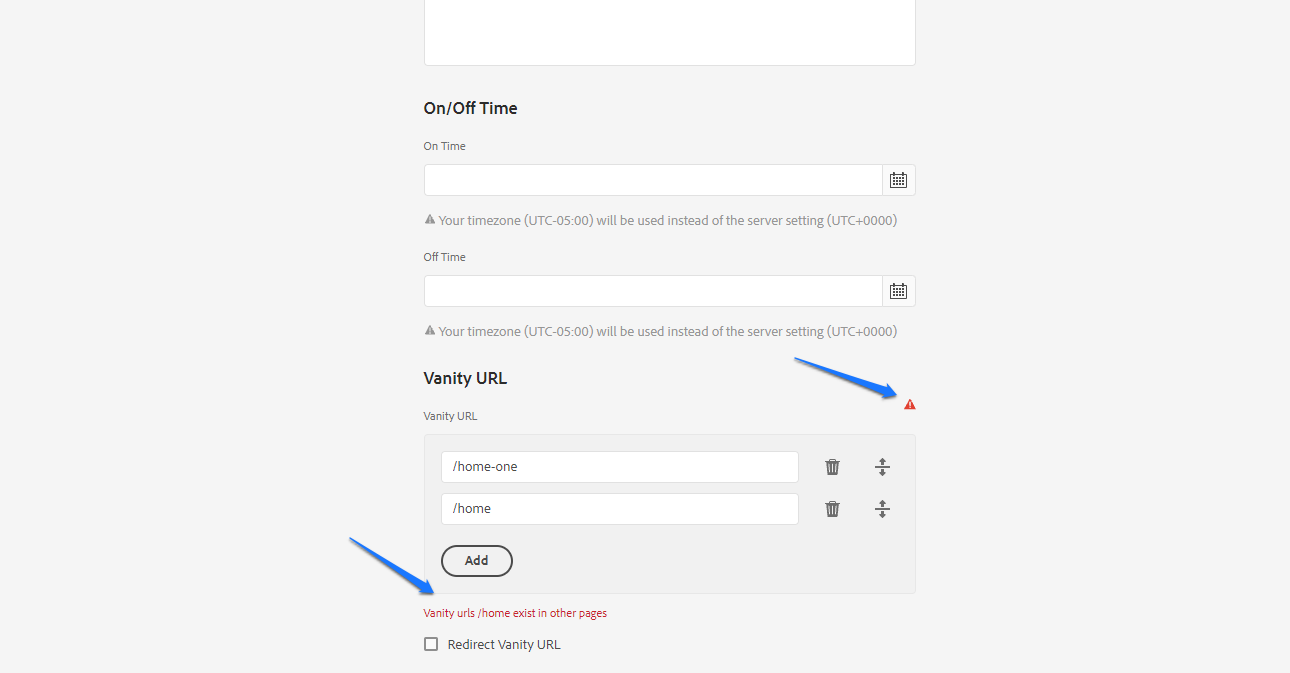 On/Off Time
On Time
Your timezone (UTC-05:00) will be used instead of the server setting (UTC+0000)
Off Time
Your timezone (UTC-05:00) will be used instead of the server setting (UTC+0000)
Vanity URL
Vanity URL
/home-one
/home
Add
Vanity urls /home exist in other pages
Redirect Vanity URL